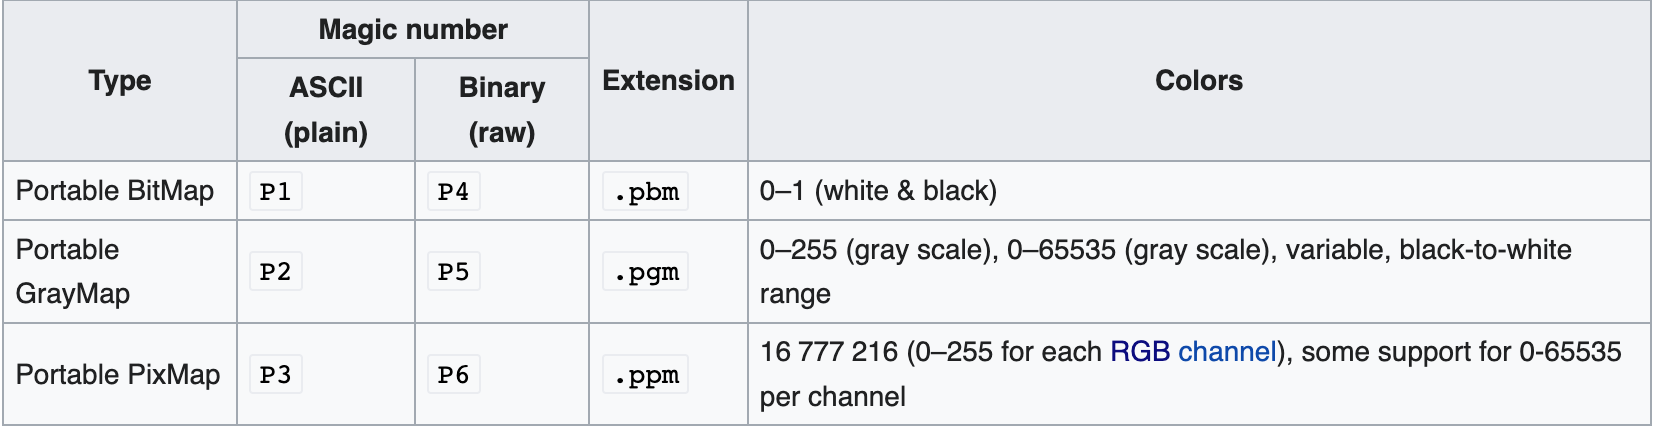 Type
Magic number
ASCII
(plain)
Binary
(raw)
Extension
Colors
Portable BitMap
P1
P4
.pbm
0–1 (white & black)
Portable
GrayMap
P2
P5
.pgm
0–255 (gray scale), 0–65535 (gray scale), variable, black-to-white
range
Portable PixMap
P3
P6
.ppm
16 777 216 (0–255 for each RGB channel), some support for 0-65535
per channel